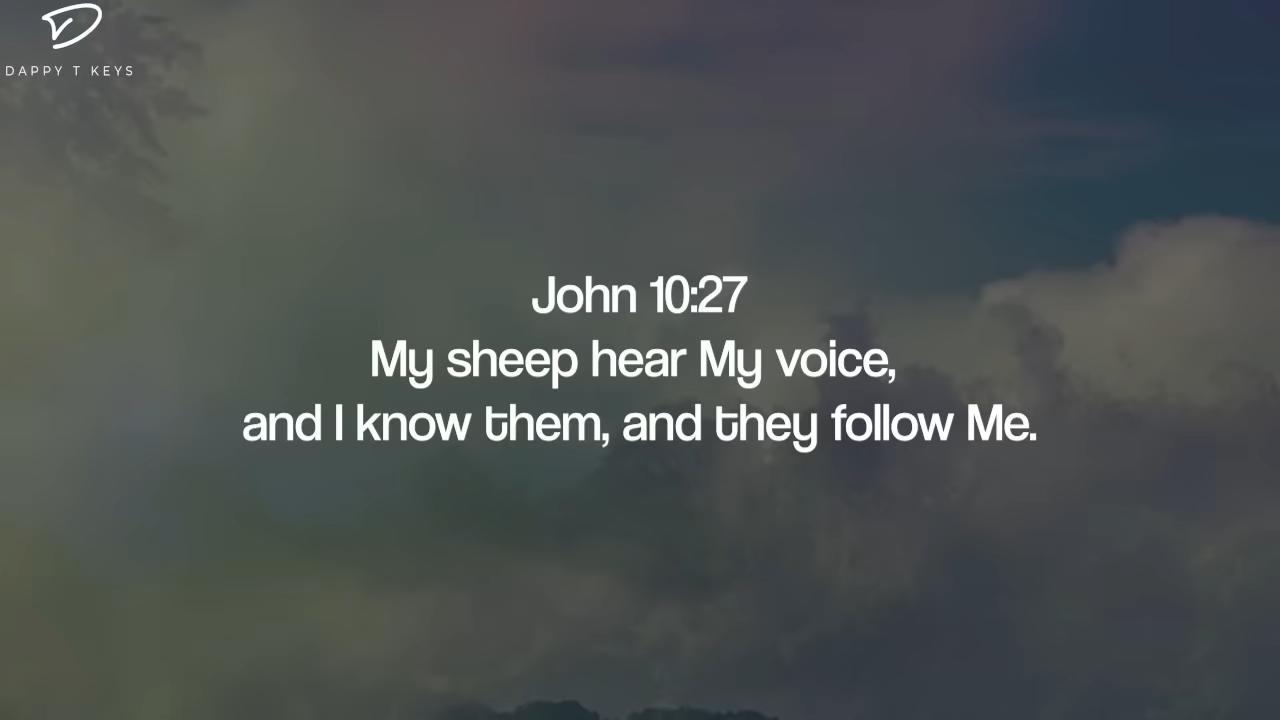 DAPPY T KEYS
John 10:27
My sheep hear My voice,
and I know them, and they follow Me.